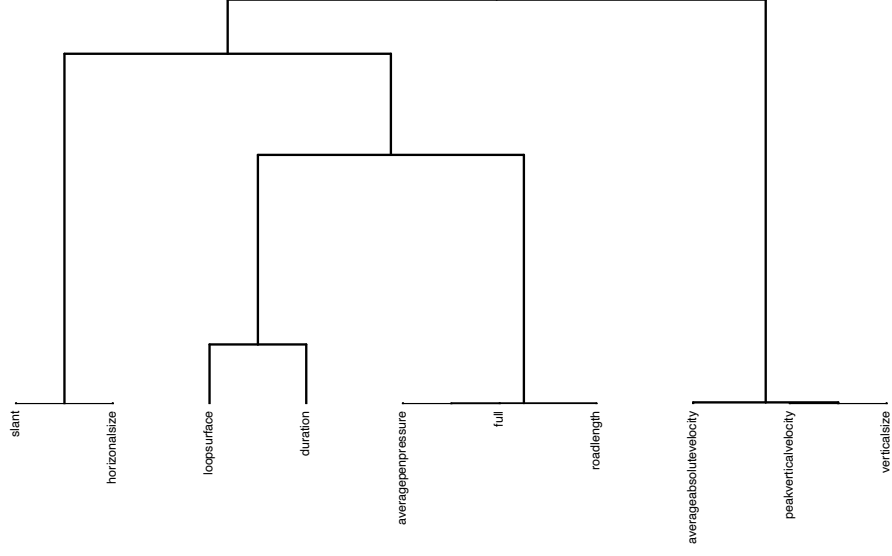 slant
horizonalsize
loopsurface
duration
averagepenpressure
full
roadlength
averageabsolutevelocity
peakverticalvelocity
verticalsize